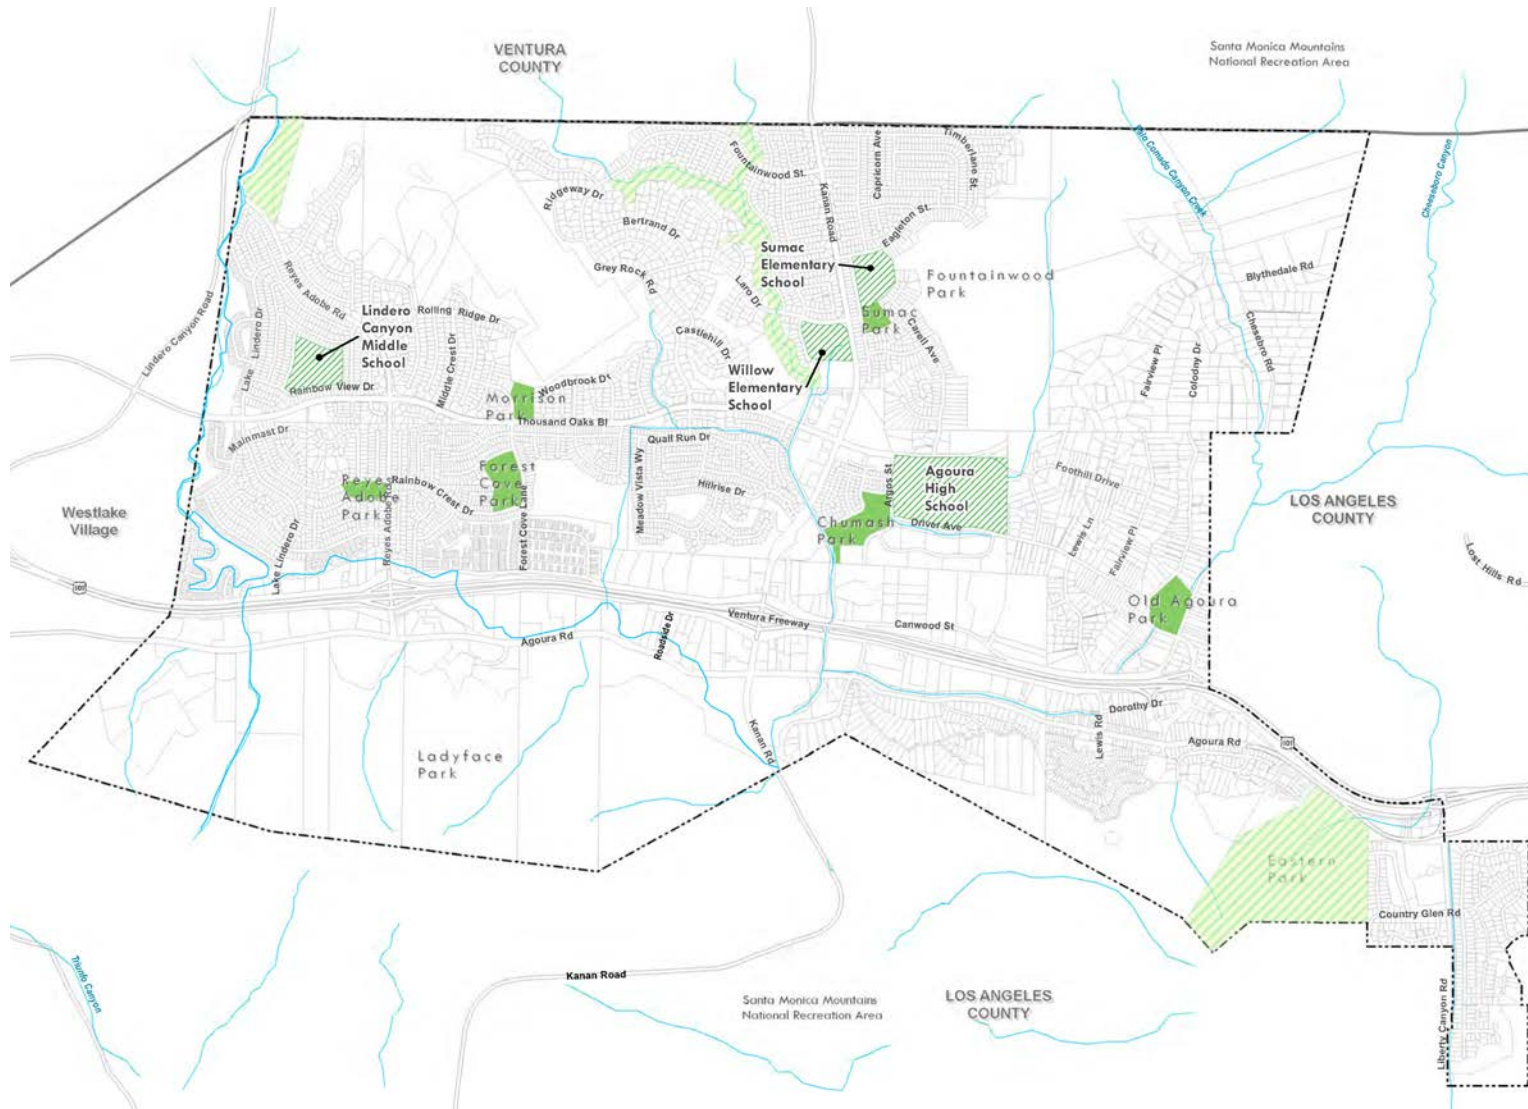 VENTURA
COUNTY
Santa Monica Mountains
National Recreation Area
Palo Comado Canyon Creek
Cheeseboro Canyon
Timberlane St.
Capricorn Ave
Fountainwood St.
Kanan Road
Ridgeway Dr
Bertrand Dr
Eagleton St.
Sumac
Elementary
School
Grey Rock Rd
Laro Dr
Fountainwood
Park
Blythedale Rd
Reyes Adobe Rd
Lindero Canyon Road
Lake Lindero Dr
Lindero
Canyon
Middle
School
Rolling Ridge Dr
Middle Crest Dr
Castlehill Dr
Sumac
Park
Carell Ave
Chesebro Rd
Fairview Pl
Colodny Dr
Willow
Elementary
School
Rainbow View Dr
Woodbrook Dr
Morrison
Park
Thousand Oaks Bl
Mainmast Dr
Quail Run Dr
Meadow Vista Wy
Hillrise Dr
Forest
Cove
Park
Reyes
Adobe
Park
Rainbow Crest Dr
Reyes Adobe Rd
Forest Cove Lane
Argos St
Agoura
High
School
Foothill Drive
Chumash
Park
Driver Ave
Lewis Ln
Fairview Pl
LOS ANGELES
COUNTY
Westlake
Village
Lost Hills Rd
Lake Lindero Dr
101
Old Agoura
Park
Ventura Freeway
Canwood St
Agoura Rd
Roadside Dr
Dorothy Dr
Lewis Rd
Agoura Rd
101
Kanan Rd
Ladyface
Park
Eastern
Park
Country Glen Rd
Kanan Road
Triunfo Canyon
Santa Monica Mountains
National Recreation Area
LOS ANGELES
COUNTY
Liberty Canyon Rd